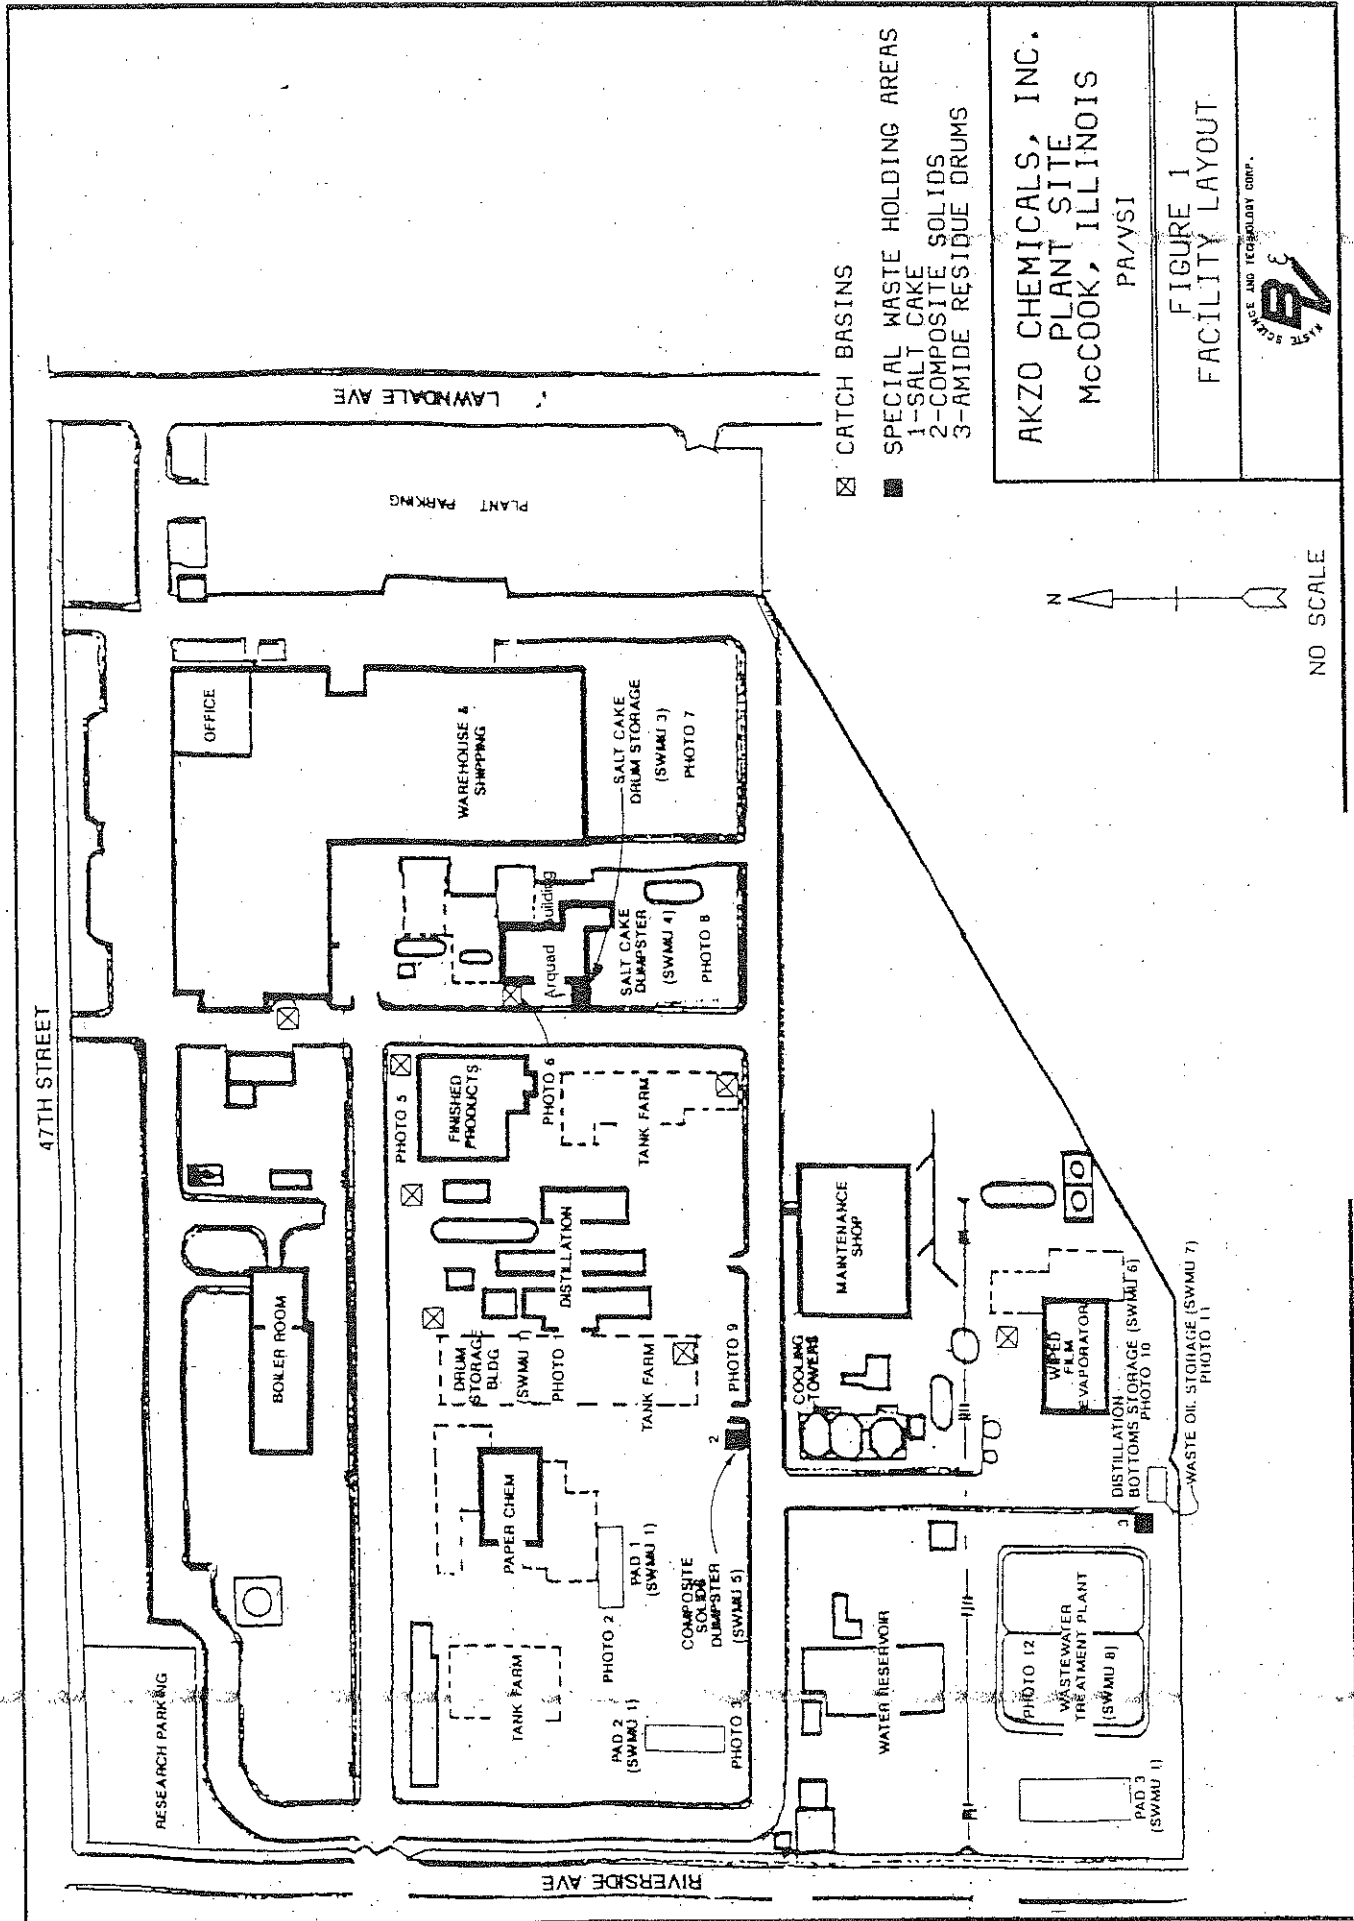 47TH STREET
LAWNDALE AVE
RIVERSIDE AVE
RESEARCH PARKING
BOILER ROOM
OFFICE
WAREHOUSE &
SHIPPING
PLANT PARKING
PHOTO 5
FINISHED
PRODUCTS
PHOTO 6
TANK FARM
Arquad
Building
SALT CAKE
DRUM STORAGE
(SWMU 3)
PHOTO 7
SALT CAKE
DUMPSTER
(SWMU 4)
PHOTO 8
DISTILLATION
DRUM
STORAGE
BLDG
(SWMU 1)
PHOTO 1
TANK FARM
PHOTO 9
PAPER CHEM
PAD 1
(SWMU 1)
PHOTO 2
2
COMPOSITE
SOLIDS
DUMPSTER
(SWMU 5)
TANK FARM
PAD 2
(SWMU 1)
PHOTO 3
MAINTENANCE
SHOP
COOLING
TOWERS
WIPED
FILM
EVAPORATOR
DISTILLATION
BOTTOMS STORAGE (SWMU 6)
PHOTO 10
WASTE OIL STORAGE (SWMU 7)
PHOTO 11
3
WATER RESERVOIR
PHOTO 12
WASTEWATER
TREATMENT PLANT
(SWMU 8)
PAD 3
(SWMU 1)
N
NO SCALE
CATCH BASINS
SPECIAL WASTE HOLDING AREAS
1-SALT CAKE
2-COMPOSITE SOLIDS
3-AMIDE RESIDUE DRUMS
AKZO CHEMICALS, INC.
PLANT SITE
McCOOK, ILLINOIS
PA/VSI
FIGURE 1
FACILITY LAYOUT
B&V
WASTE SCIENCE AND TECHNOLOGY CORP.